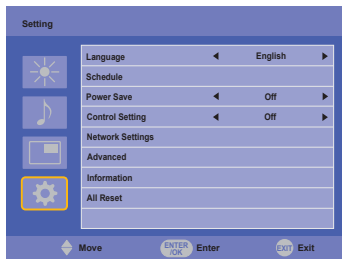 Setting
Language English
Schedule
Power Save Off
Control Setting Off
Network Settings
Advanced
Information
All Reset
Move ENTER /OK Enter EXIT Exit